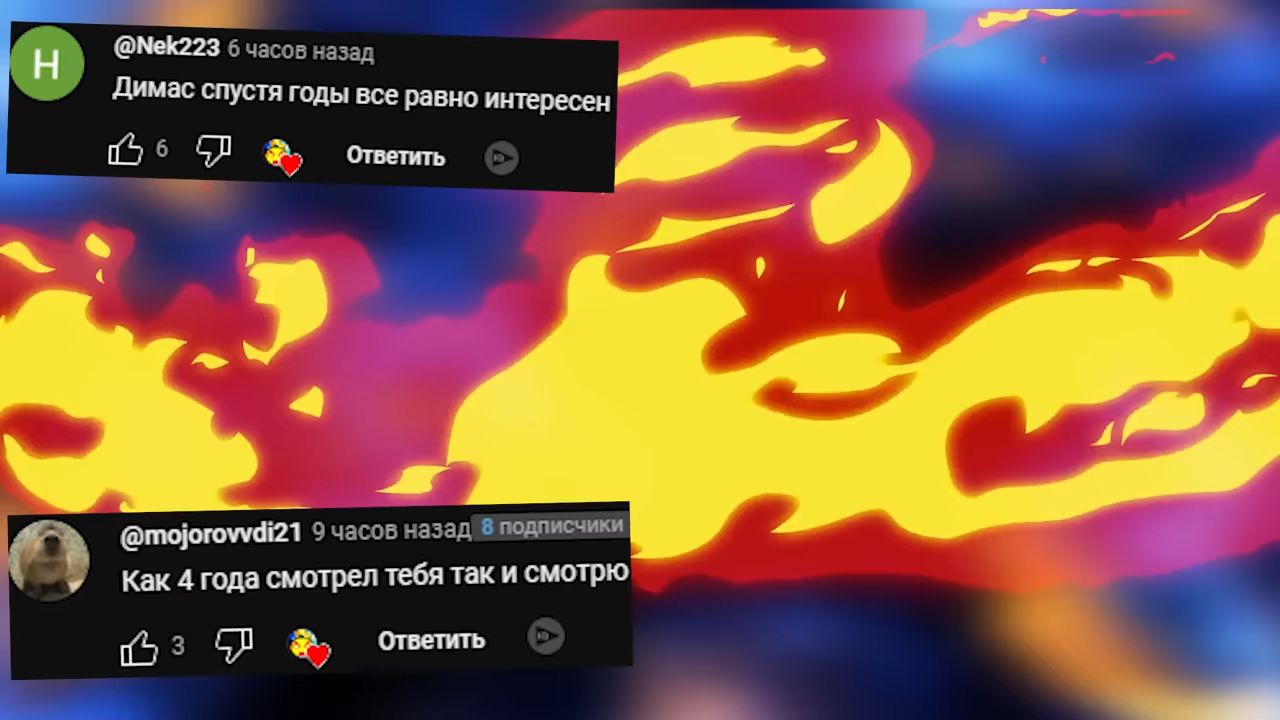 H
@Nek223 6 часов назад
Димас спустя годы все равно интересен
6 Ответить
@mojorovvdi21 9 часов назад 8 подписчики
Как 4 года смотрел тебя так и смотрю
3 Ответить